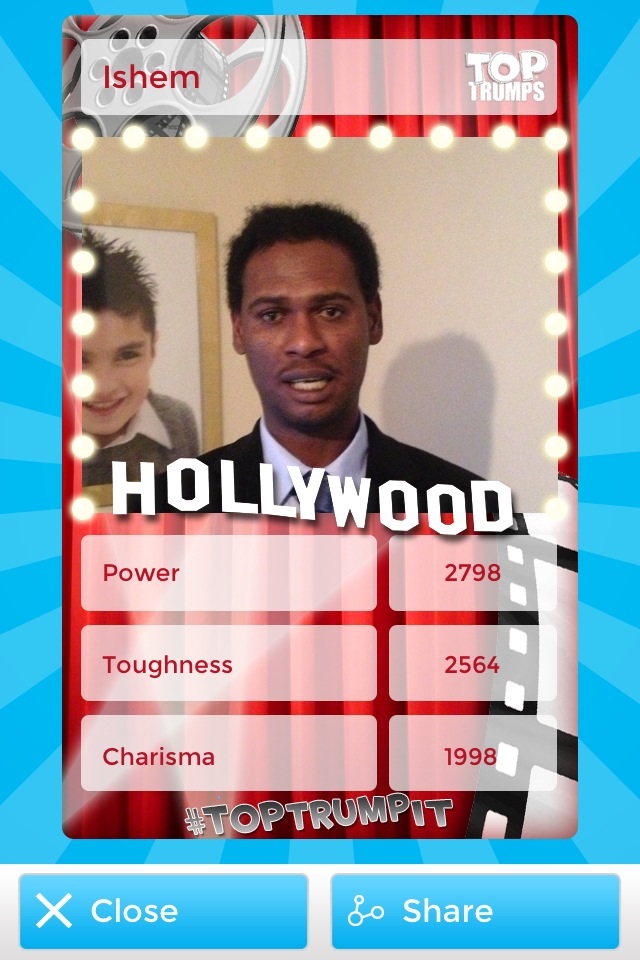 Ishem
TOP
TRUMPS
HOLLYWOOD
Power 2798
Toughness 2564
Charisma 1998
#TOPTRUMPIT
Close Share